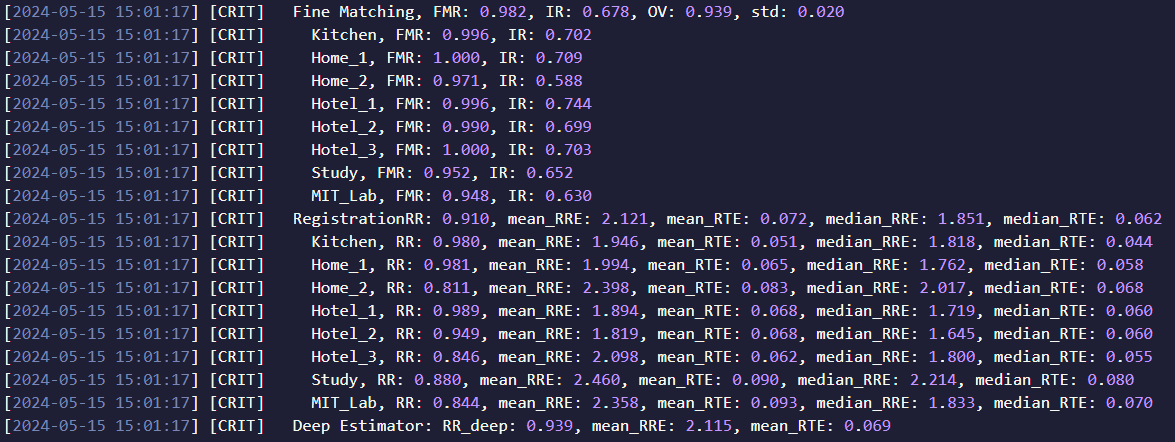 [2024-05-15 15:01:17] [CRIT] Fine Matching, FMR: 0.982, IR: 0.678, OV: 0.939, std: 0.020
[2024-05-15 15:01:17] [CRIT] Kitchen, FMR: 0.996, IR: 0.702
[2024-05-15 15:01:17] [CRIT] Home_1, FMR: 1.000, IR: 0.709
[2024-05-15 15:01:17] [CRIT] Home_2, FMR: 0.971, IR: 0.588
[2024-05-15 15:01:17] [CRIT] Hotel_1, FMR: 0.996, IR: 0.744
[2024-05-15 15:01:17] [CRIT] Hotel_2, FMR: 0.990, IR: 0.699
[2024-05-15 15:01:17] [CRIT] Hotel_3, FMR: 1.000, IR: 0.703
[2024-05-15 15:01:17] [CRIT] Study, FMR: 0.952, IR: 0.652
[2024-05-15 15:01:17] [CRIT] MIT_Lab, FMR: 0.948, IR: 0.630
[2024-05-15 15:01:17] [CRIT] RegistrationRR: 0.910, mean_RRE: 2.121, mean_RTE: 0.072, median_RRE: 1.851, median_RTE: 0.062
[2024-05-15 15:01:17] [CRIT] Kitchen, RR: 0.980, mean_RRE: 1.946, mean_RTE: 0.051, median_RRE: 1.818, median_RTE: 0.044
[2024-05-15 15:01:17] [CRIT] Home_1, RR: 0.981, mean_RRE: 1.994, mean_RTE: 0.065, median_RRE: 1.762, median_RTE: 0.058
[2024-05-15 15:01:17] [CRIT] Home_2, RR: 0.811, mean_RRE: 2.398, mean_RTE: 0.083, median_RRE: 2.017, median_RTE: 0.068
[2024-05-15 15:01:17] [CRIT] Hotel_1, RR: 0.989, mean_RRE: 1.894, mean_RTE: 0.068, median_RRE: 1.719, median_RTE: 0.060
[2024-05-15 15:01:17] [CRIT] Hotel_2, RR: 0.949, mean_RRE: 1.819, mean_RTE: 0.068, median_RRE: 1.645, median_RTE: 0.060
[2024-05-15 15:01:17] [CRIT] Hotel_3, RR: 0.846, mean_RRE: 2.098, mean_RTE: 0.062, median_RRE: 1.800, median_RTE: 0.055
[2024-05-15 15:01:17] [CRIT] Study, RR: 0.880, mean_RRE: 2.460, mean_RTE: 0.090, median_RRE: 2.214, median_RTE: 0.080
[2024-05-15 15:01:17] [CRIT] MIT_Lab, RR: 0.844, mean_RRE: 2.358, mean_RTE: 0.093, median_RRE: 1.833, median_RTE: 0.070
[2024-05-15 15:01:17] [CRIT] Deep Estimator: RR_deep: 0.939, mean_RRE: 2.115, mean_RTE: 0.069